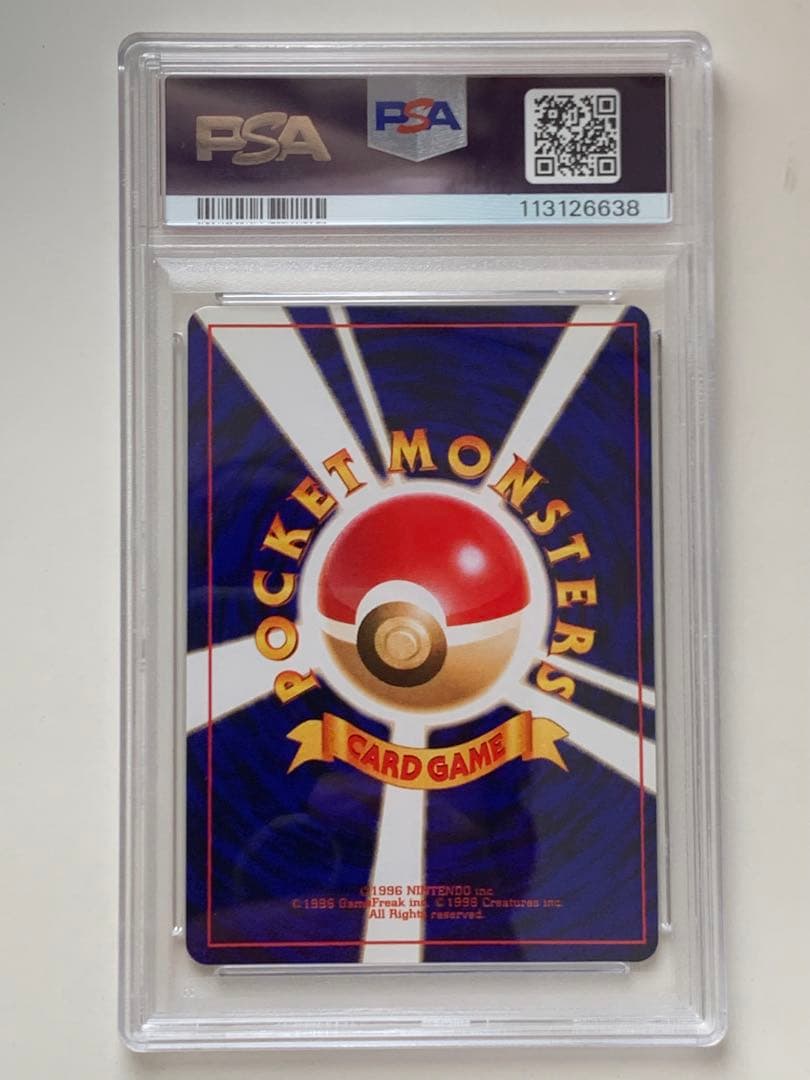 PSA
PSA
113126638
POCKET MONSTERS
CARD GAME
©1996 NINTENDO inc.
©1996 GameFreak inc. ©1996 Creatures inc.
All Rights reserved.